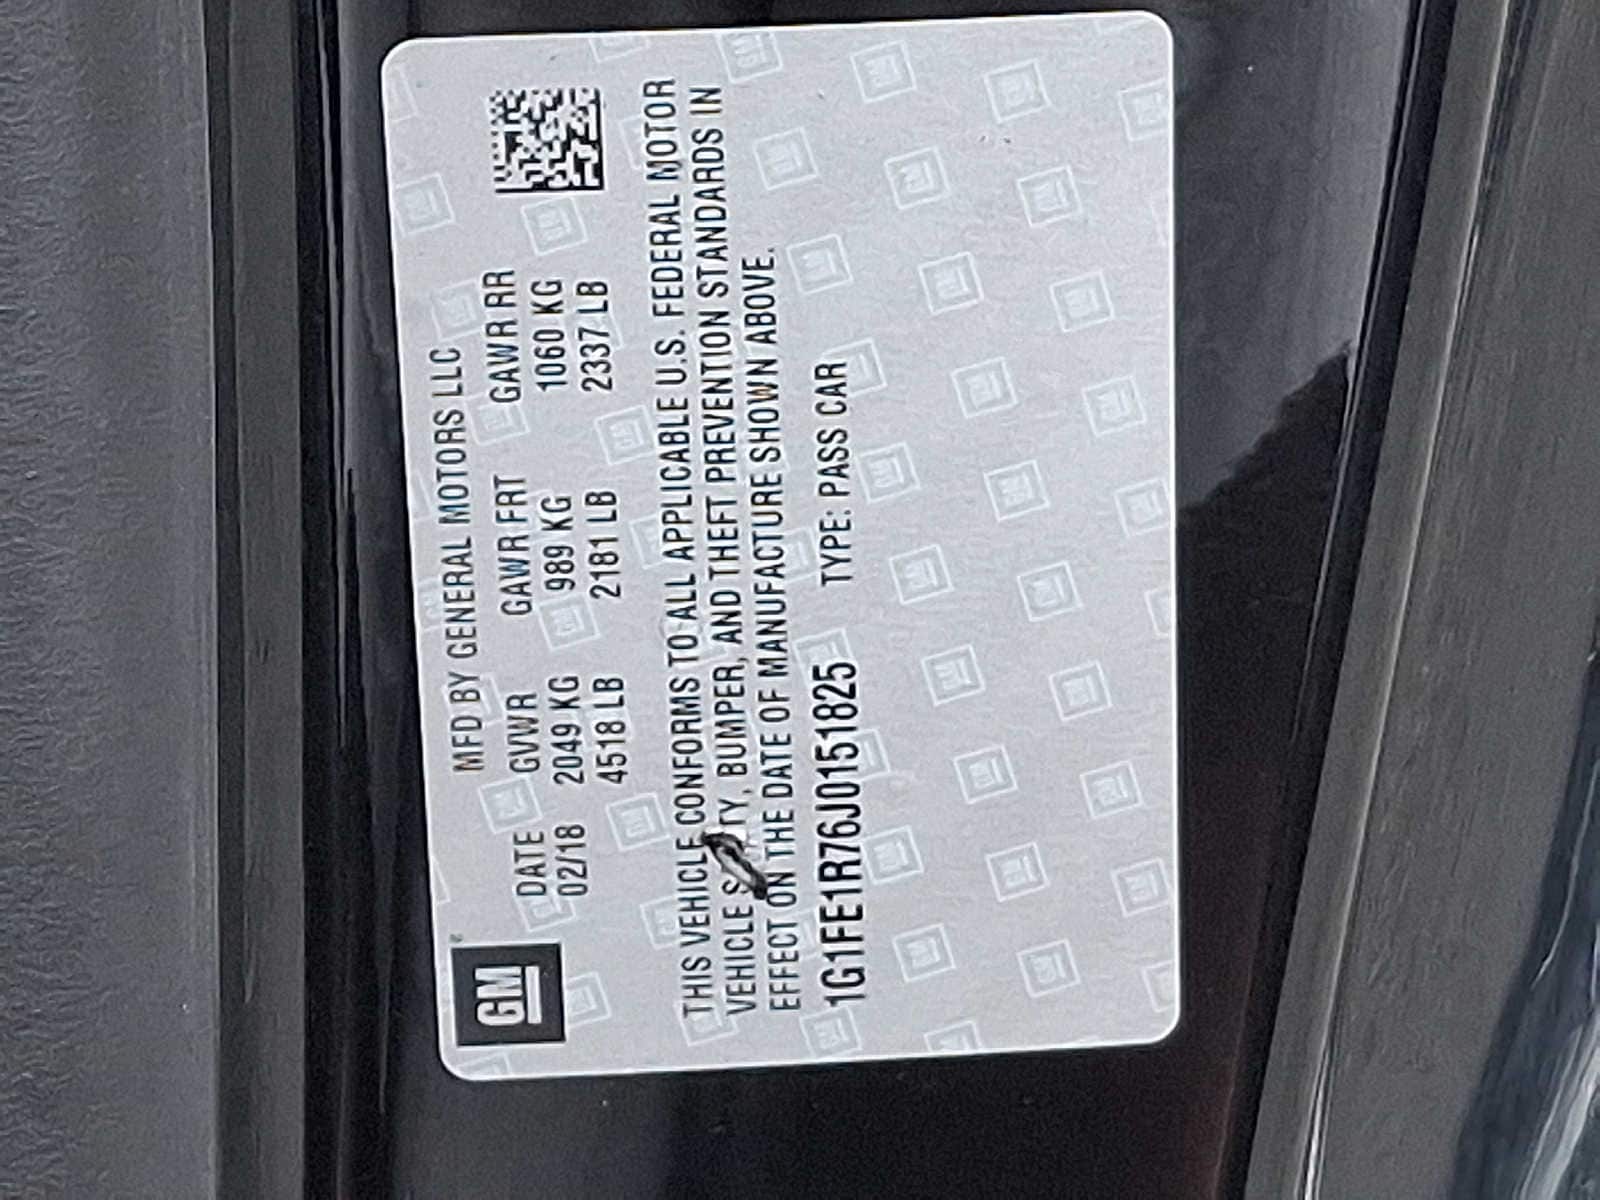 GM
MFD BY GENERAL MOTORS LLC
DATE GVWR GAWR FRT GAWR RR
02/18 2049 KG 989 KG 1060 KG
4518 LB 2181 LB 2337 LB
THIS VEHICLE CONFORMS TO ALL APPLICABLE U.S. FEDERAL MOTOR
VEHICLE S TY, BUMPER, AND THEFT PREVENTION STANDARDS IN
EFFECT ON THE DATE OF MANUFACTURE SHOWN ABOVE.
1G1FE1R76J0151825 TYPE: PASS CAR